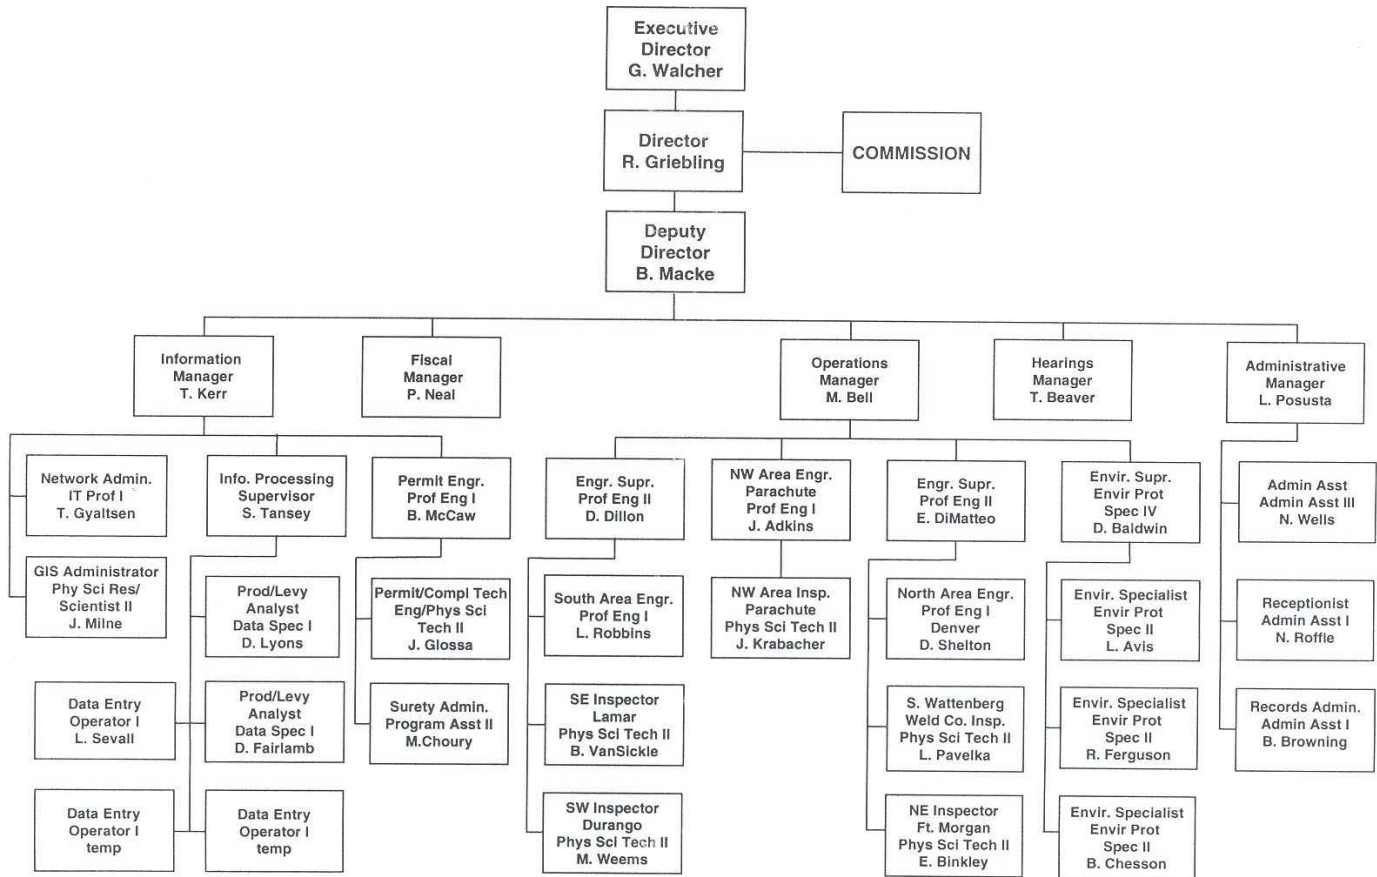 Executive
Director
G. Walcher
Director
R. Griebling
COMMISSION
Deputy
Director
B. Macke
Information
Manager
T. Kerr
Fiscal
Manager
P. Neal
Operations
Manager
M. Bell
Hearings
Manager
T. Beaver
Administrative
Manager
L. Posusta
Network Admin.
IT Prof I
T. Gyaltsen
Info. Processing
Supervisor
S. Tansey
Permit Engr.
Prof Eng I
B. McCaw
Engr. Supr.
Prof Eng II
D. Dillon
NW Area Engr.
Parachute
Prof Eng I
J. Adkins
Engr. Supr.
Prof Eng II
E. DiMatteo
Envir. Supr.
Envir Prot
Spec IV
D. Baldwin
Admin Asst
Admin Asst III
N. Wells
GIS Administrator
Phy Sci Res/
Scientist II
J. Milne
Prod/Levy
Analyst
Data Spec I
D. Lyons
Permit/Compl Tech
Eng/Phys Sci
Tech II
J. Glossa
South Area Engr.
Prof Eng I
L. Robbins
NW Area Insp.
Parachute
Phys Sci Tech II
J. Krabacher
North Area Engr.
Prof Eng I
Denver
D. Shelton
Envir. Specialist
Envir Prot
Spec II
L. Avis
Receptionist
Admin Asst I
N. Roffle
Data Entry
Operator I
L. Sevall
Prod/Levy
Analyst
Data Spec I
D. Fairlamb
Surety Admin.
Program Asst II
M.Choury
SE Inspector
Lamar
Phys Sci Tech II
B. VanSickle
S. Wattenberg
Weld Co. Insp.
Phys Sci Tech II
L. Pavelka
Envir. Specialist
Envir Prot
Spec II
R. Ferguson
Records Admin.
Admin Asst I
B. Browning
Data Entry
Operator I
temp
Data Entry
Operator I
temp
SW Inspector
Durango
Phys Sci Tech II
M. Weems
NE Inspector
Ft. Morgan
Phys Sci Tech II
E. Binkley
Envir. Specialist
Envir Prot
Spec II
B. Chesson